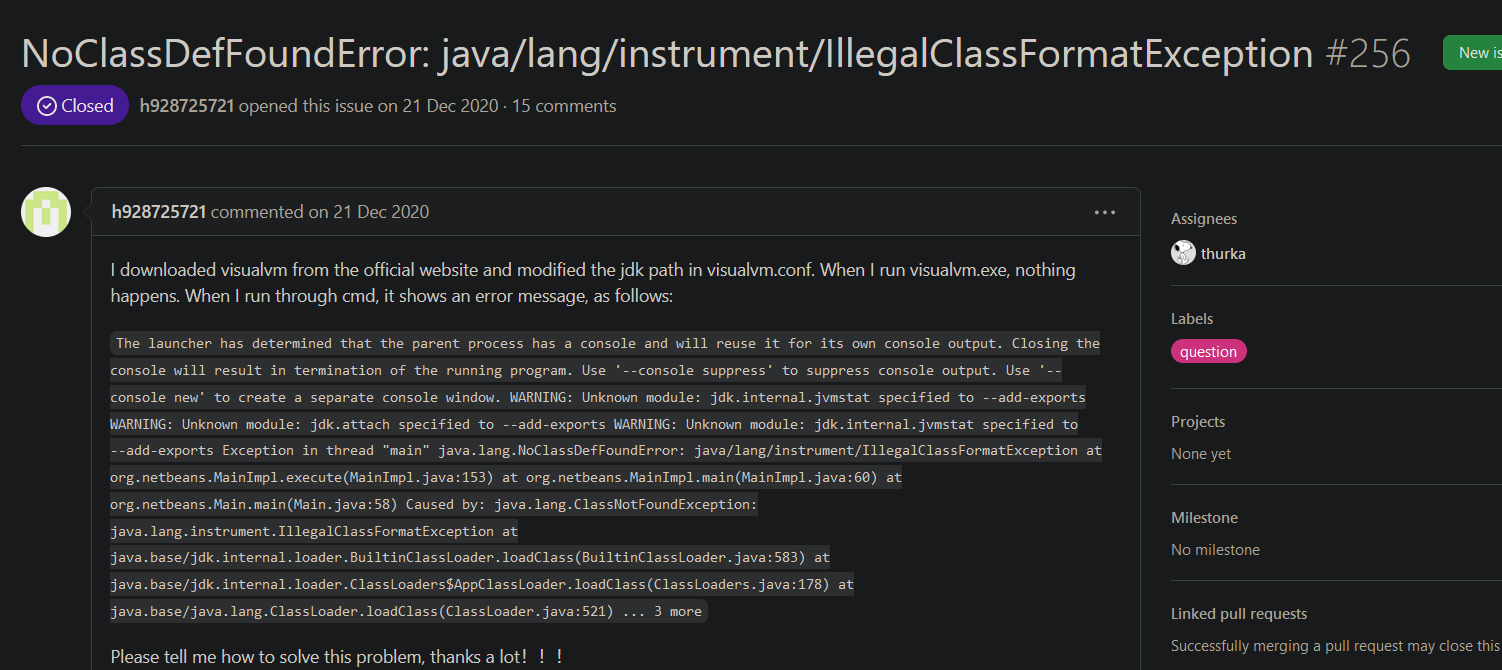 NoClassDefFoundError: java/lang/instrument/IllegalClassFormatException #256
New is
Closed h928725721 opened this issue on 21 Dec 2020 · 15 comments
h928725721 commented on 21 Dec 2020
I downloaded visualvm from the official website and modified the jdk path in visualvm.conf. When I run visualvm.exe, nothing
happens. When I run through cmd, it shows an error message, as follows:
The launcher has determined that the parent process has a console and will reuse it for its own console output. Closing the
console will result in termination of the running program. Use '--console suppress' to suppress console output. Use '--
console new' to create a separate console window. WARNING: Unknown module: jdk.internal.jvmstat specified to --add-exports
WARNING: Unknown module: jdk.attach specified to --add-exports WARNING: Unknown module: jdk.internal.jvmstat specified to
--add-exports Exception in thread "main" java.lang.NoClassDefFoundError: java/lang/instrument/IllegalClassFormatException at
org.netbeans.MainImpl.execute(MainImpl.java:153) at org.netbeans.MainImpl.main(MainImpl.java:60) at
org.netbeans.Main.main(Main.java:58) Caused by: java.lang.ClassNotFoundException:
java.lang.instrument.IllegalClassFormatException at
java.base/jdk.internal.loader.BuiltinClassLoader.loadClass(BuiltinClassLoader.java:583) at
java.base/jdk.internal.loader.ClassLoaders$AppClassLoader.loadClass(ClassLoaders.java:178) at
java.base/java.lang.ClassLoader.loadClass(ClassLoader.java:521) ... 3 more
Please tell me how to solve this problem, thanks a lot！！！
Assignees
thurka
Labels
question
Projects
None yet
Milestone
No milestone
Linked pull requests
Successfully merging a pull request may close this